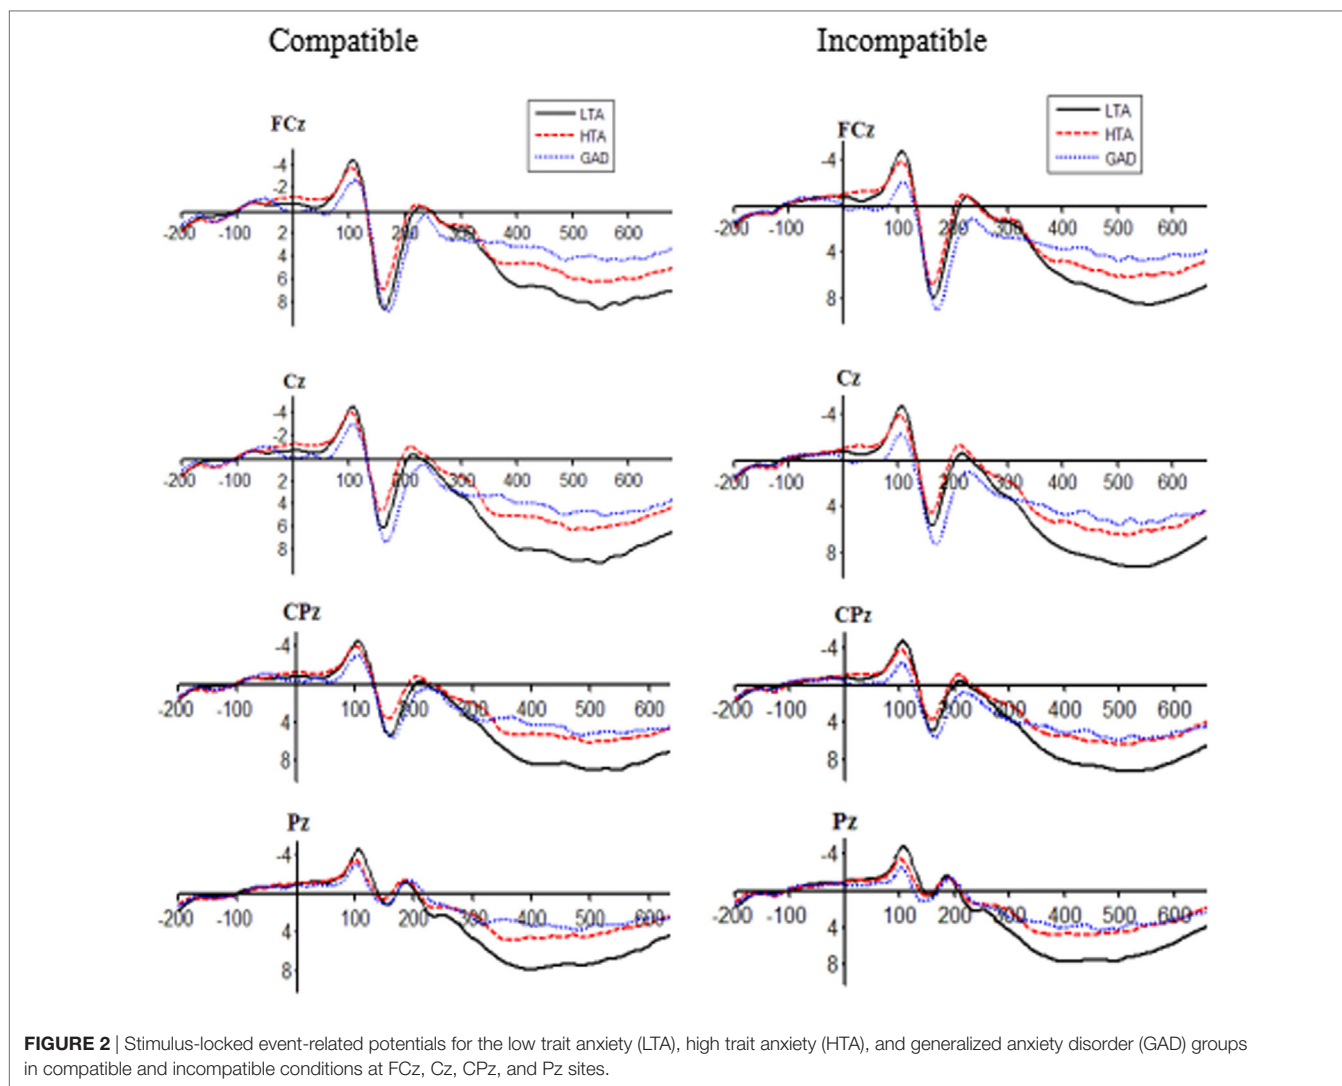 Compatible
Incompatible
LTA
HTA
GAD
FCz
-4
-2
2
4
6
8
-200 -100 100 200 300 400 500 600
LTA
HTA
GAD
FCz
-4
4
8
-200 -100 100 200 300 400 500 600
Cz
-4
-2
2
4
6
8
-200 -100 100 200 300 400 500 600
Cz
-4
4
8
-200 -100 100 200 300 400 500 600
CPz
-4
4
8
-200 -100 100 200 300 400 500 600
CPz
-4
4
8
-200 -100 100 200 300 400 500 600
Pz
-4
4
8
-200 -100 100 200 300 400 500 600
Pz
-4
4
8
-200 -100 100 200 300 400 500 600
FIGURE 2 | Stimulus-locked event-related potentials for the low trait anxiety (LTA), high trait anxiety (HTA), and generalized anxiety disorder (GAD) groups
in compatible and incompatible conditions at FCz, Cz, CPz, and Pz sites.